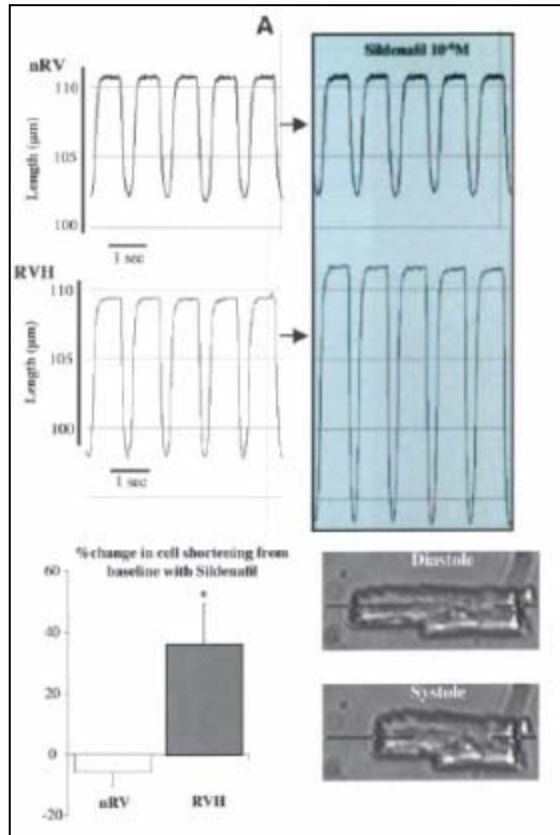 A
nRV
Length (μm)
110
105
100
1 sec
Sildenafil 10⁻⁶M
RVH
Length (μm)
110
105
100
1 sec
% change in cell shortening from
baseline with Sildenafil
60
40
20
0
-20
*
nRV
RVH
Diastole
Systole